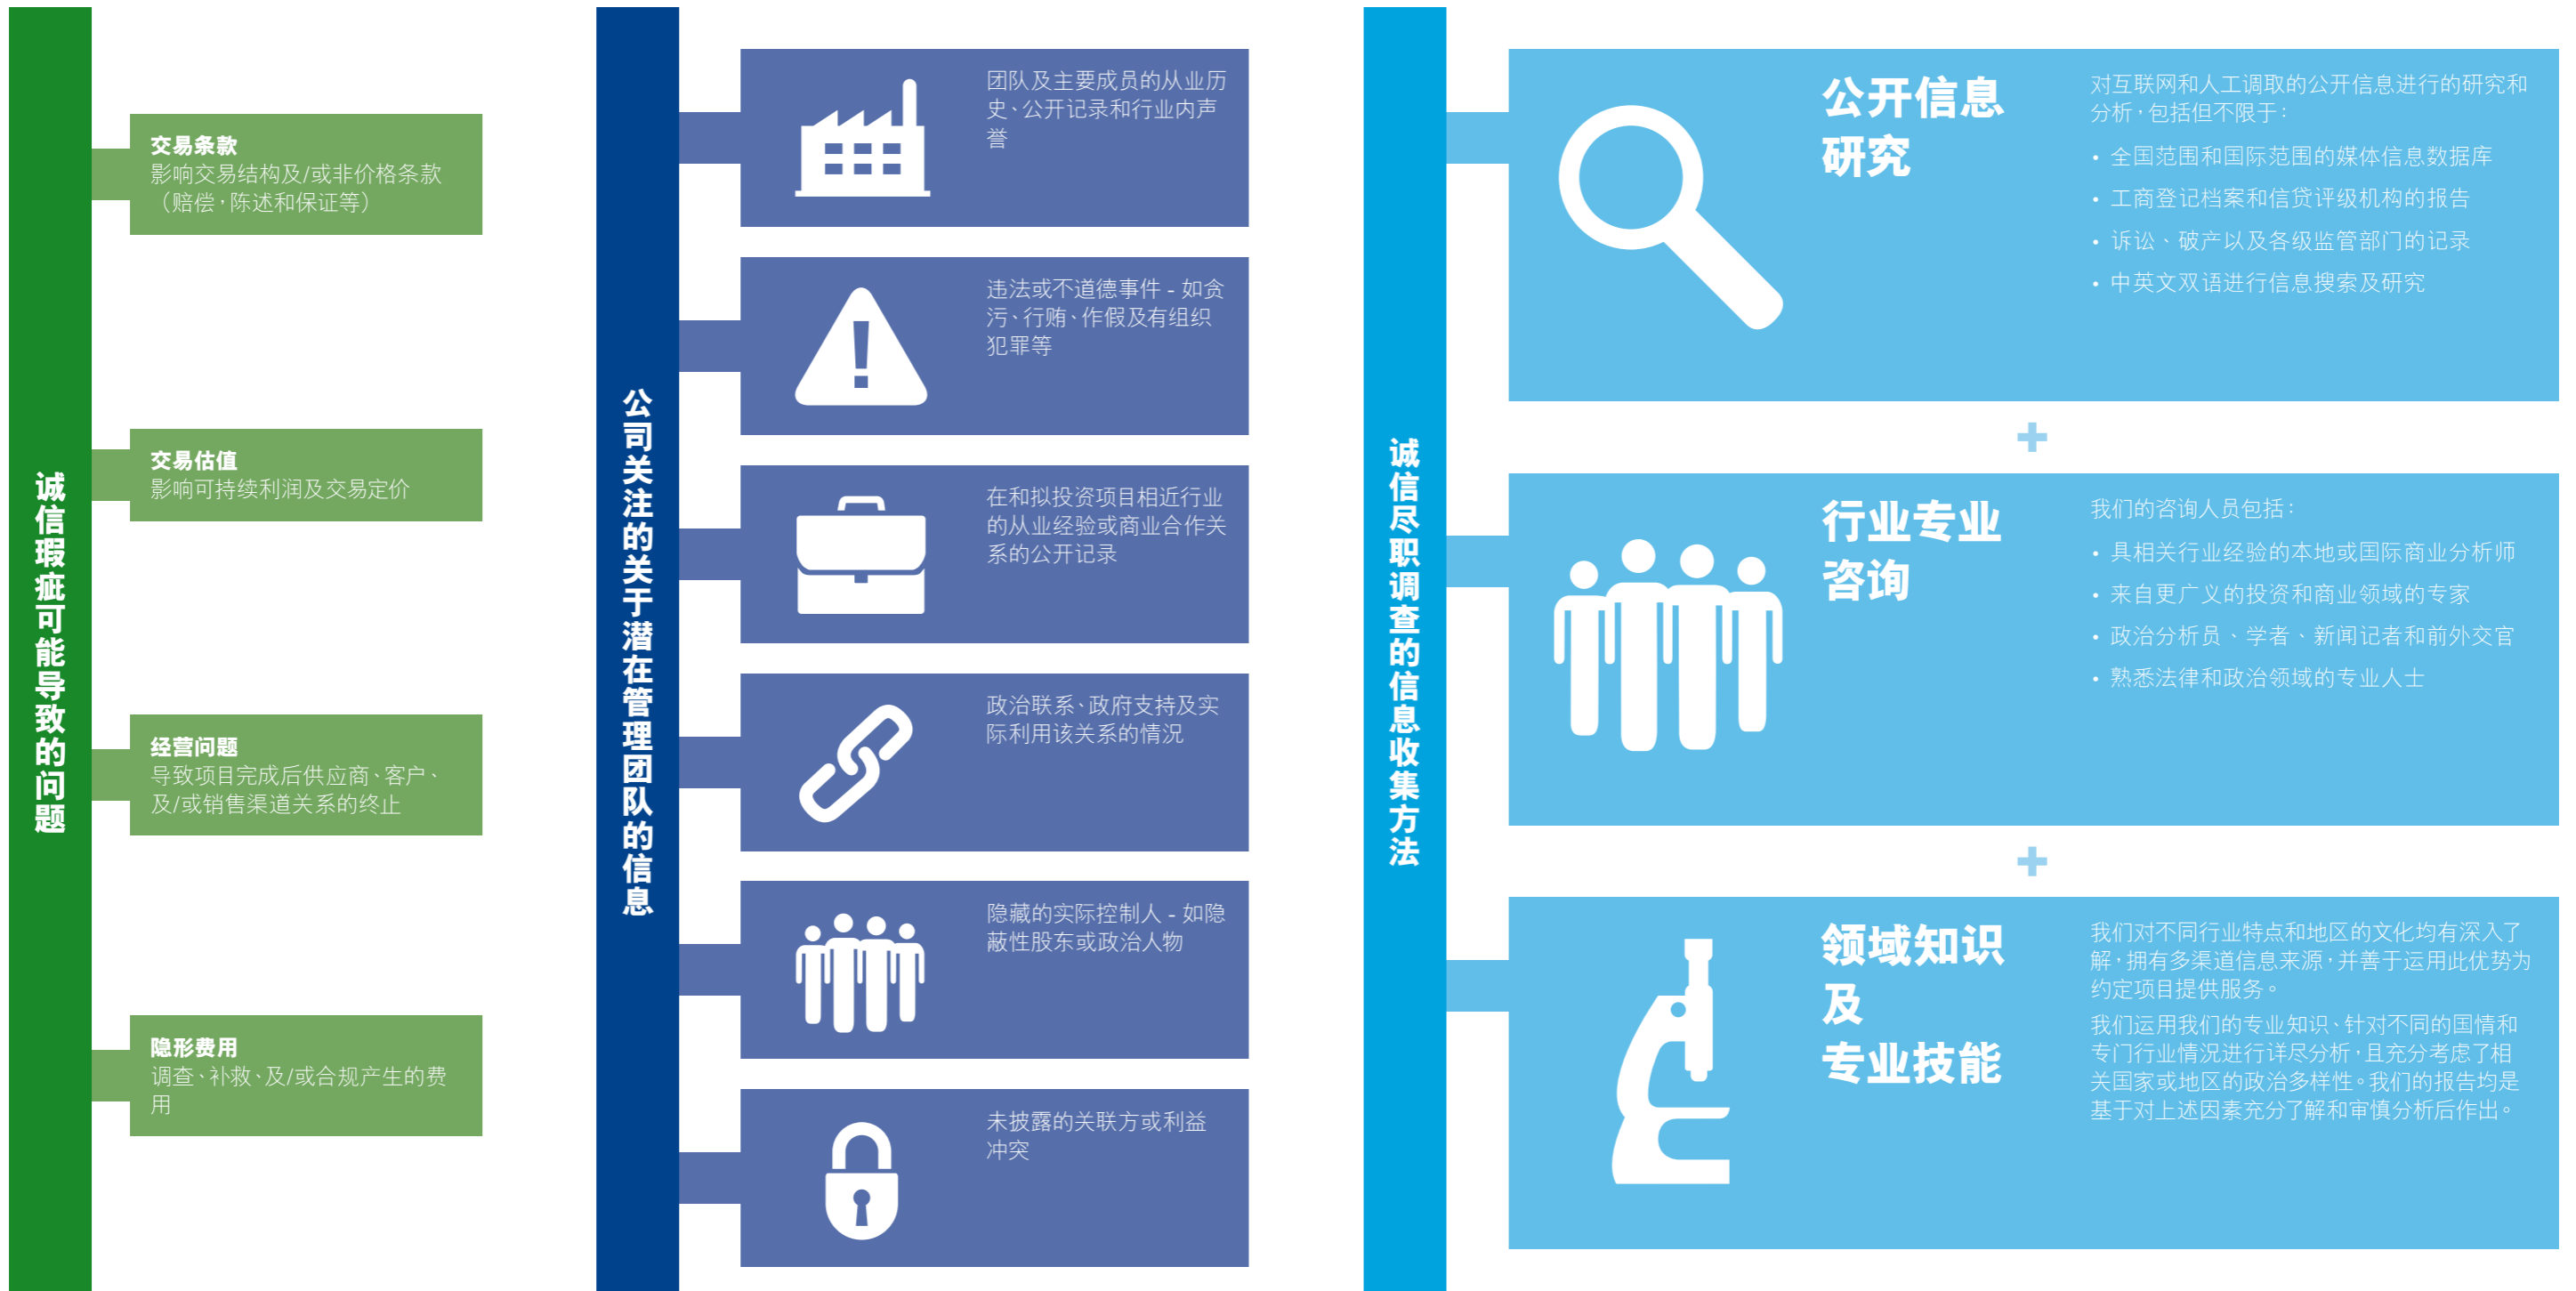 诚信瑕疵可能导致的问题
交易条款
影响交易结构及/或非价格条款
（赔偿，陈述和保证等）
交易估值
影响可持续利润及交易定价
经营问题
导致项目完成后供应商、客户、
及/或销售渠道关系的终止
隐形费用
调查、补救、及/或合规产生的费
用
公司关注的关于潜在管理团队的信息
团队及主要成员的从业历
史、公开记录和行业内声
誉
违法或不道德事件 - 如贪
污、行贿、作假及有组织
犯罪等
在和拟投资项目相近行业
的从业经验或商业合作关
系的公开记录
政治联系、政府支持及实
际利用该关系的情况
隐藏的实际控制人 - 如隐
蔽性股东或政治人物
未披露的关联方或利益
冲突
诚信尽职调查的信息收集方法
公开信息
研究
对互联网和人工调取的公开信息进行的研究和
分析，包括但不限于：
• 全国范围和国际范围的媒体信息数据库
• 工商登记档案和信贷评级机构的报告
• 诉讼、破产以及各级监管部门的记录
• 中英文双语进行信息搜索及研究
+
行业专业
咨询
我们的咨询人员包括：
• 具相关行业经验的本地或国际商业分析师
• 来自更广义的投资和商业领域的专家
• 政治分析员、学者、新闻记者和前外交官
• 熟悉法律和政治领域的专业人士
+
领域知识
及
专业技能
我们对不同行业特点和地区的文化均有深入了
解，拥有多渠道信息来源，并善于运用此优势为
约定项目提供服务。
我们运用我们的专业知识、针对不同的国情和
专门行业情况进行详尽分析，且充分考虑了相
关国家或地区的政治多样性。我们的报告均是
基于对上述因素充分了解和审慎分析后作出。